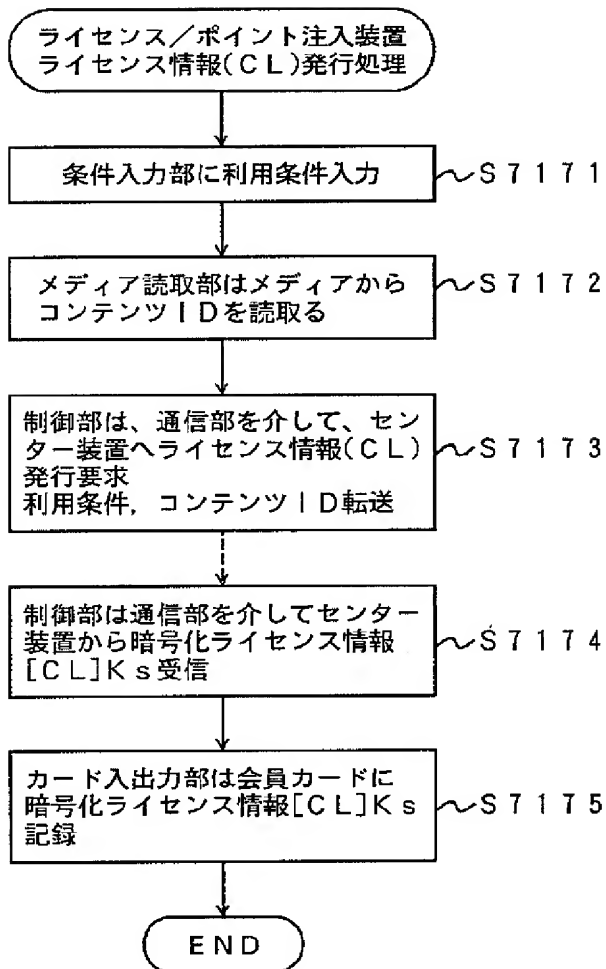 ライセンス／ポイント注入装置
ライセンス情報(CL)発行処理
条件入力部に利用条件入力
S7171
メディア読取部はメディアから
コンテンツIDを読取る
S7172
制御部は、通信部を介して、セン
ター装置へライセンス情報(CL)
発行要求
利用条件，コンテンツID転送
S7173
制御部は通信部を介してセンター
装置から暗号化ライセンス情報
[CL]Ks受信
S7174
カード入出力部は会員カードに
暗号化ライセンス情報[CL]Ks
記録
S7175
END